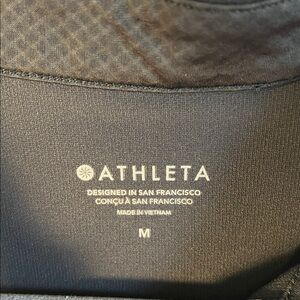 ATHLETA
DESIGNED IN SAN FRANCISCO
CONÇU À SAN FRANCISCO
MADE IN VIETNAM
M